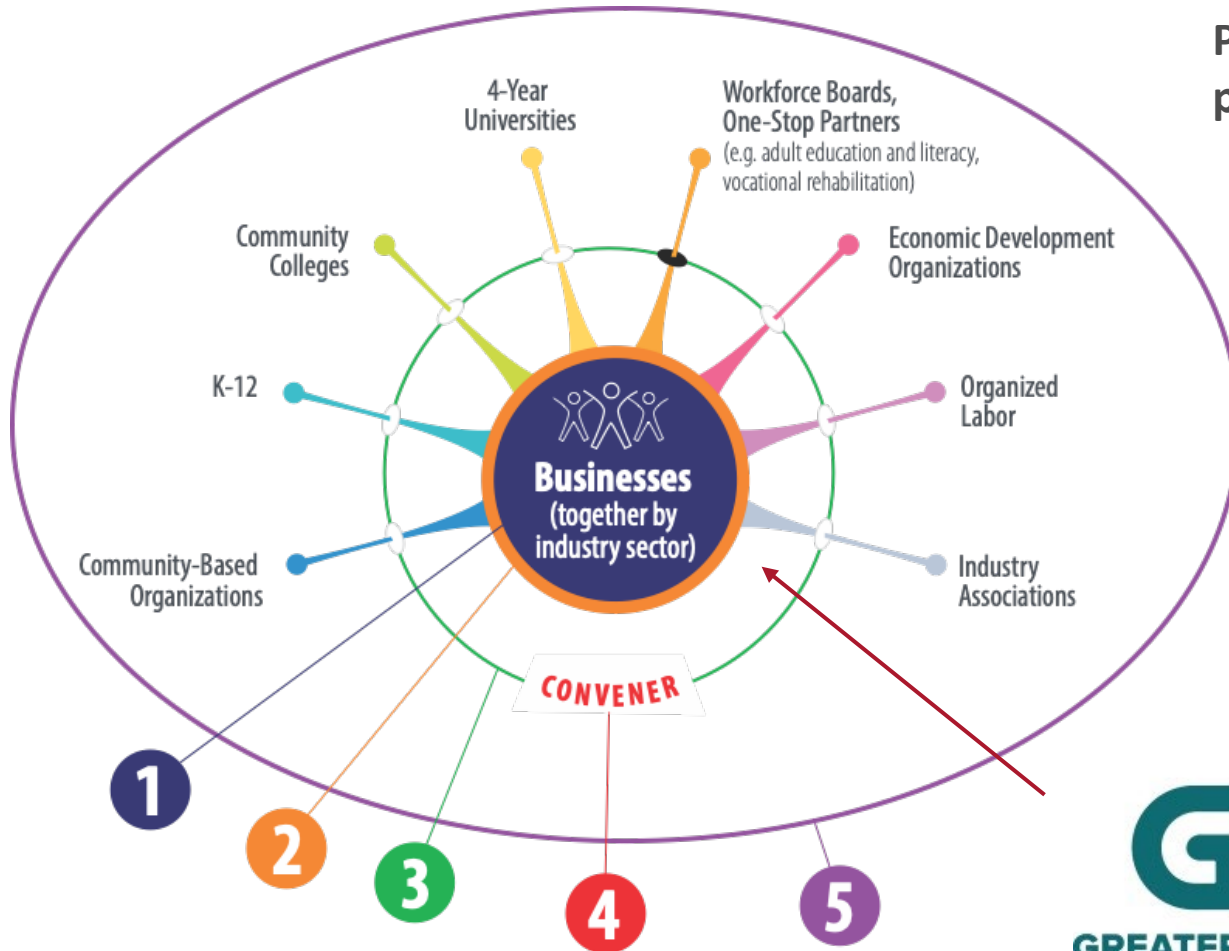 4-Year
Universities
Workforce Boards,
One-Stop Partners
(e.g. adult education and literacy,
vocational rehabilitation)
Community
Colleges
Economic Development
Organizations
K-12
Organized
Labor
Businesses
(together by
industry sector)
Community-Based
Organizations
Industry
Associations
CONVENER
1
2
3
4
5
GREATER